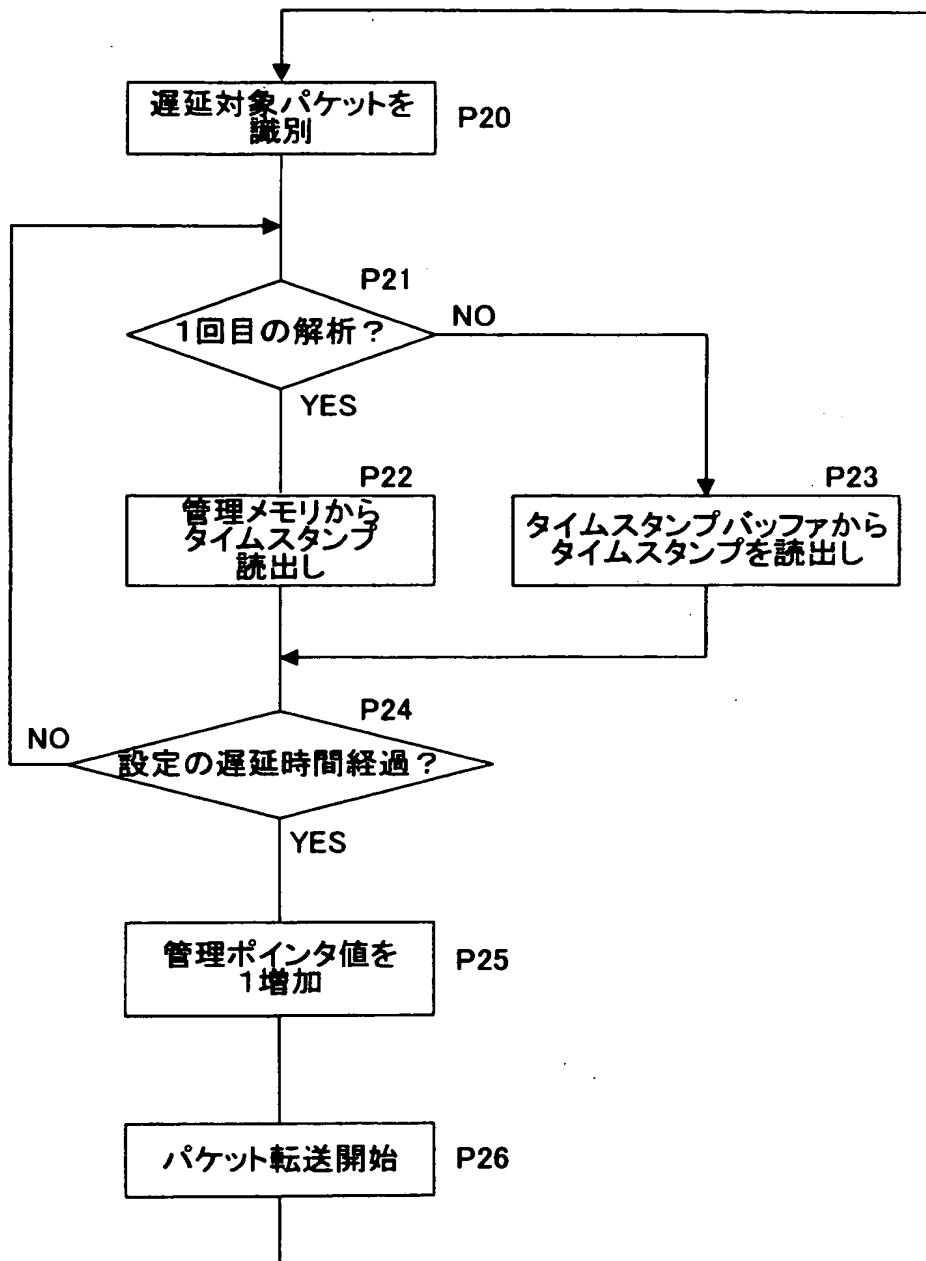 遅延対象パケットを
識別
P20
P21
1回目の解析？
NO
YES
P22
管理メモリから
タイムスタンプ
読出し
P23
タイムスタンプバッファから
タイムスタンプを読出し
P24
NO
設定の遅延時間経過？
YES
管理ポインタ値を
1増加
P25
パケット転送開始
P26